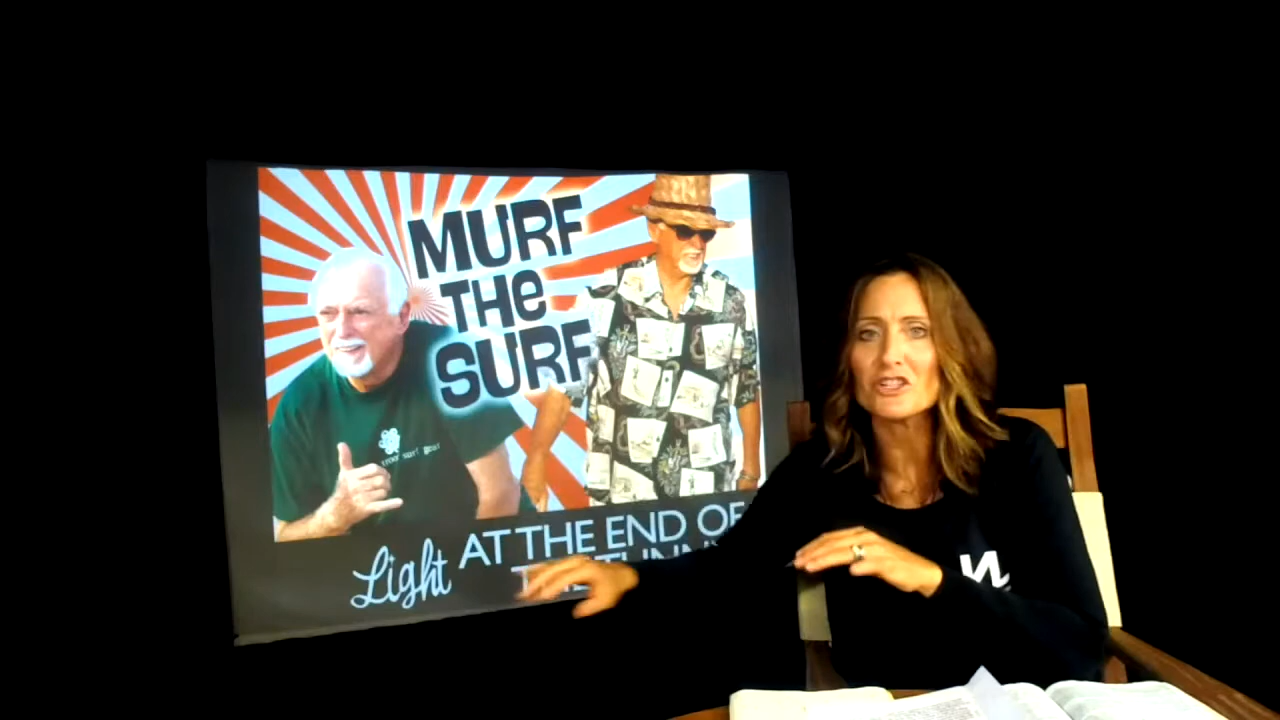 MURF
THE
SURF
Light AT THE END OF